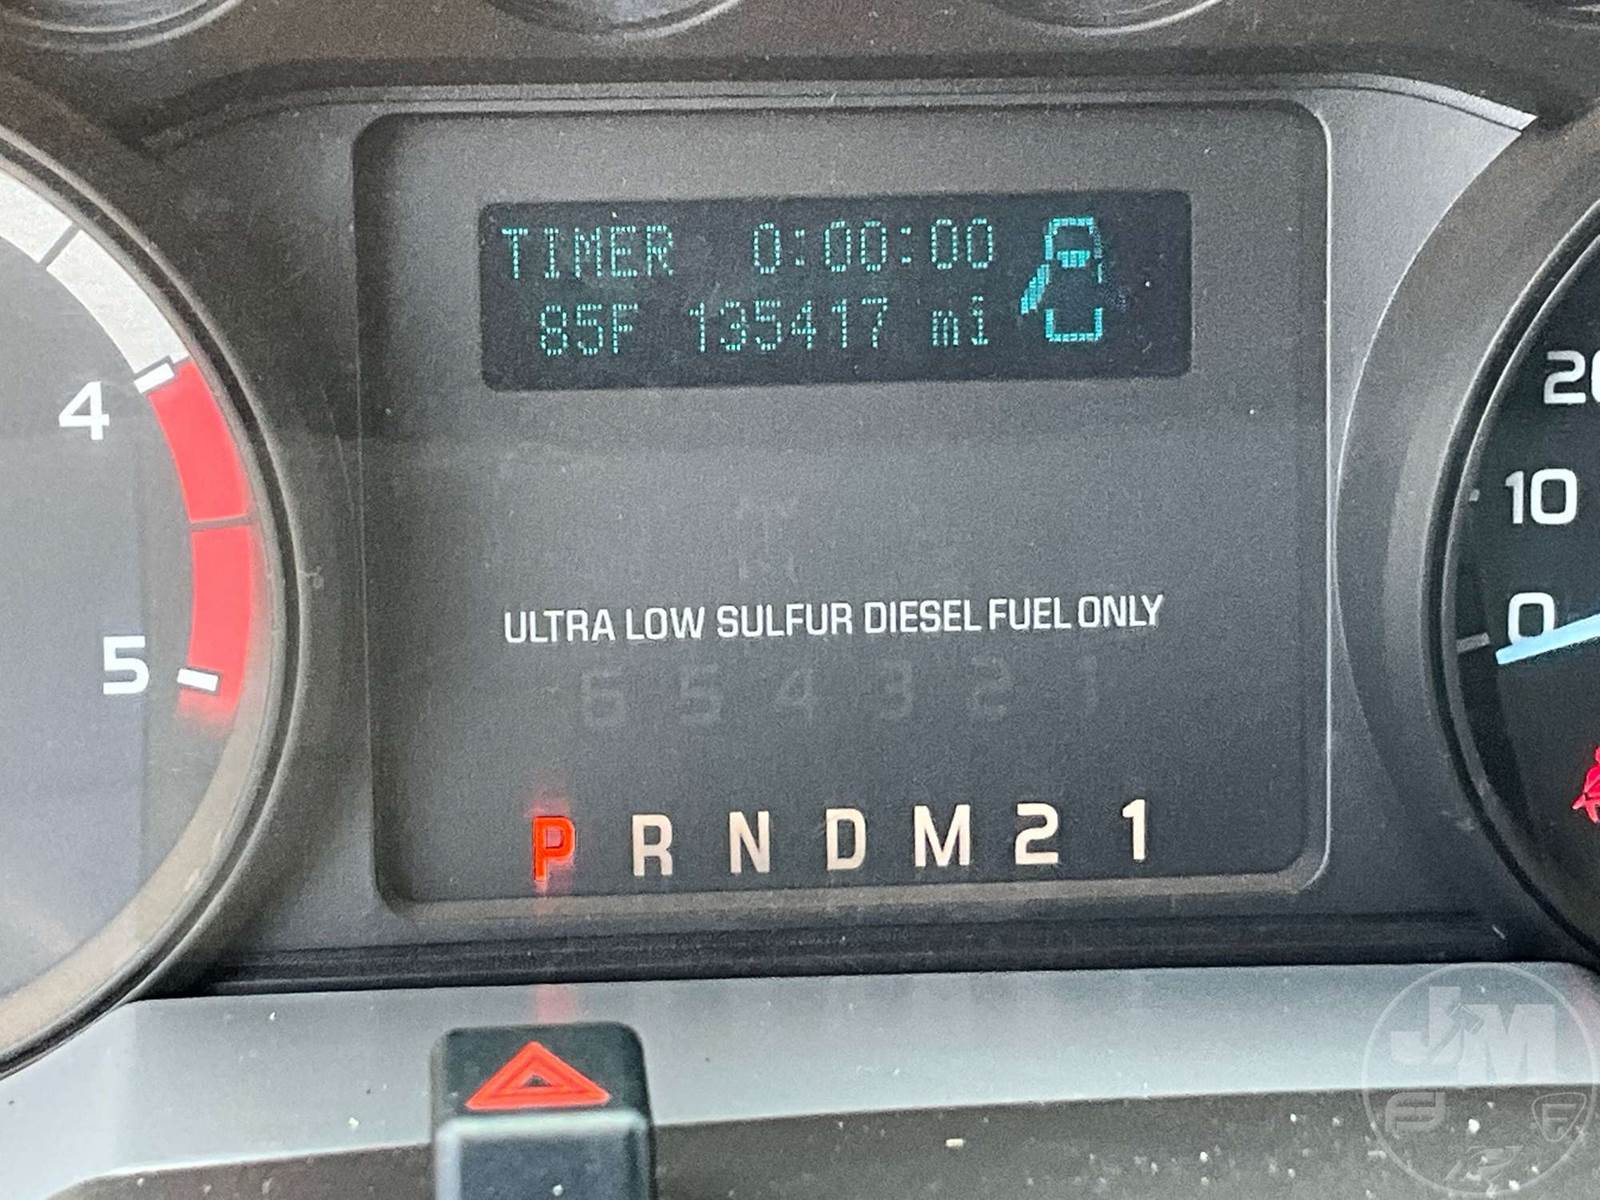 TIMER 0:00:00
85F 135417 mi
4
5
20
10
0
ULTRA LOW SULFUR DIESEL FUEL ONLY
6 5 4 3 2 1
P R N D M 2 1
JM